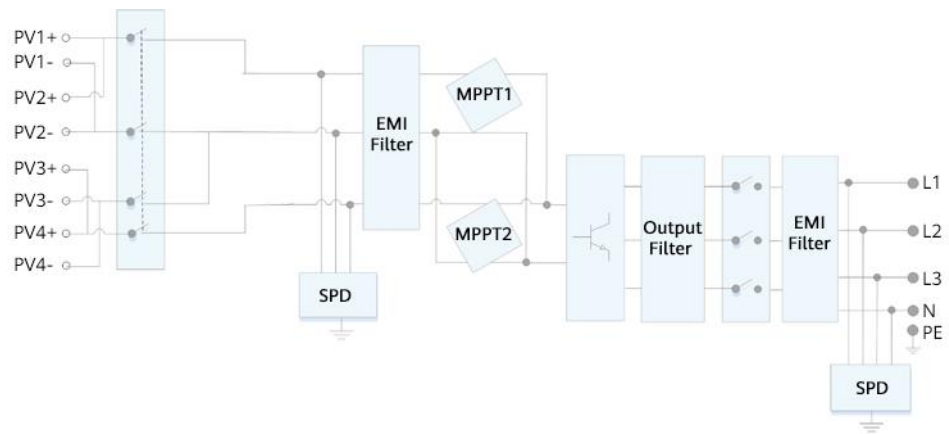 PV1+
PV1-
PV2+
PV2-
PV3+
PV3-
PV4+
PV4-
EMI
Filter
MPPT1
MPPT2
SPD
Output
Filter
EMI
Filter
L1
L2
L3
N
PE
SPD